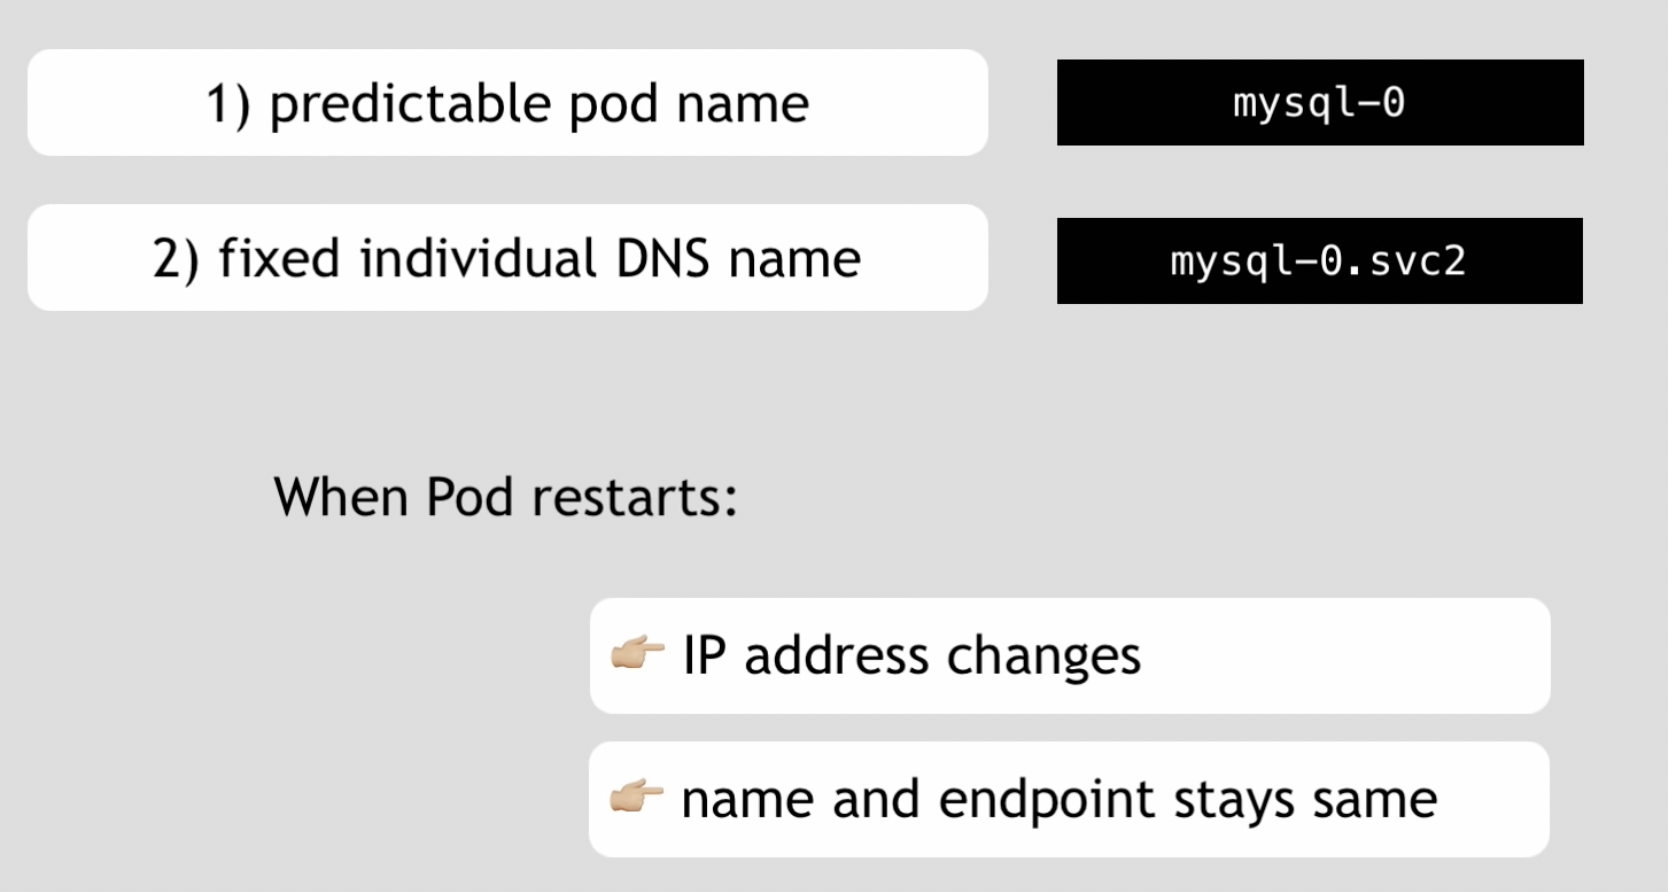 1) predictable pod name
mysql-0
2) fixed individual DNS name
mysql-0.svc2
When Pod restarts:
👉🏼 IP address changes
👉🏼 name and endpoint stays same